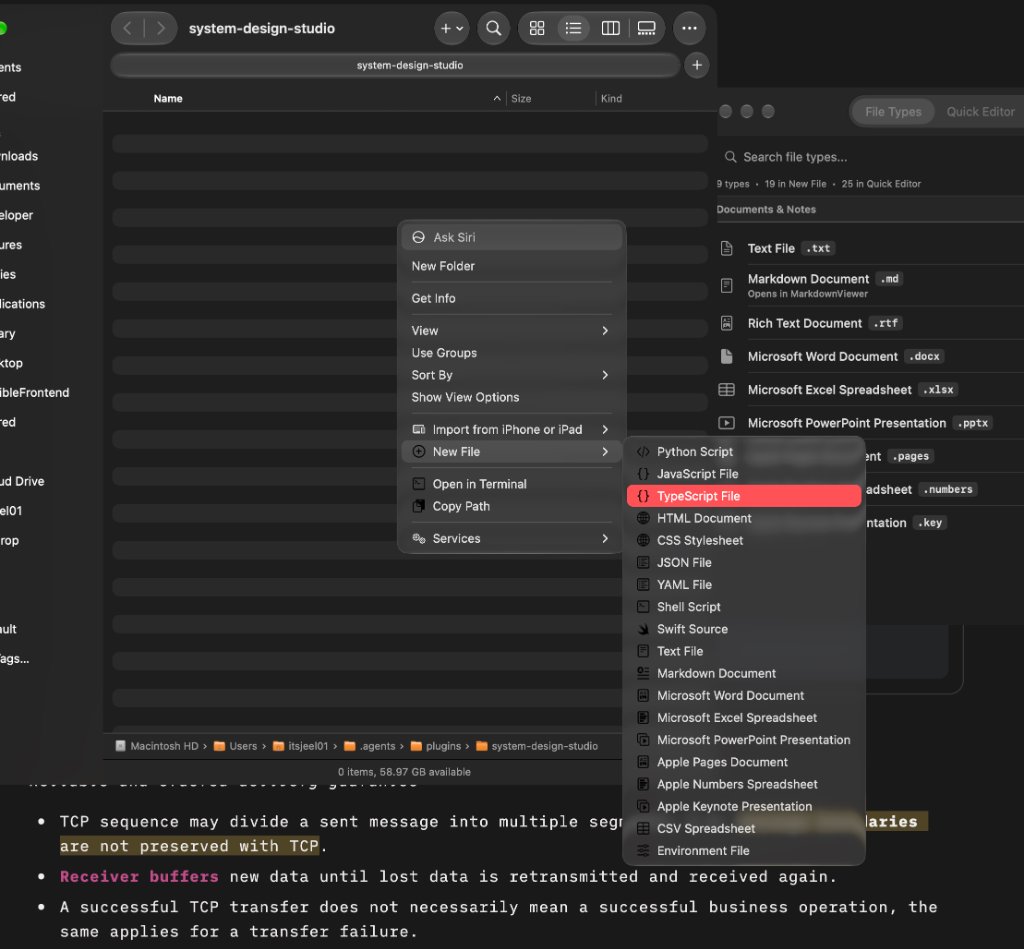 system-design-studio
system-design-studio
Name
Size
Kind
ents
red
nloads
uments
eloper
ures
ies
lications
ary
ktop
ibleFrontend
red
ud Drive
eel01
rop
ault
Tags...
Ask Siri
New Folder
Get Info
View
Use Groups
Sort By
Show View Options
Import from iPhone or iPad
New File
Open in Terminal
Copy Path
Services
Python Script
JavaScript File
TypeScript File
HTML Document
CSS Stylesheet
JSON File
YAML File
Shell Script
Swift Source
Text File
Markdown Document
Microsoft Word Document
Microsoft Excel Spreadsheet
Microsoft PowerPoint Presentation
Apple Pages Document
Apple Numbers Spreadsheet
Apple Keynote Presentation
CSV Spreadsheet
Environment File
File Types
Quick Editor
Search file types...
9 types • 19 in New File • 25 in Quick Editor
Documents & Notes
Text File .txt
Markdown Document .md
Opens in MarkdownViewer
Rich Text Document .rtf
Microsoft Word Document .docx
Microsoft Excel Spreadsheet .xlsx
Microsoft PowerPoint Presentation .pptx
ent .pages
adsheet .numbers
ntation .key
Macintosh HD › Users › itsjeel01 › .agents › plugins › system-design-studio
0 items, 58.97 GB available
• TCP sequence may divide a sent message into multiple seg
aries
are not preserved with TCP.
• Receiver buffers new data until lost data is retransmitted and received again.
• A successful TCP transfer does not necessarily mean a successful business operation, the
same applies for a transfer failure.